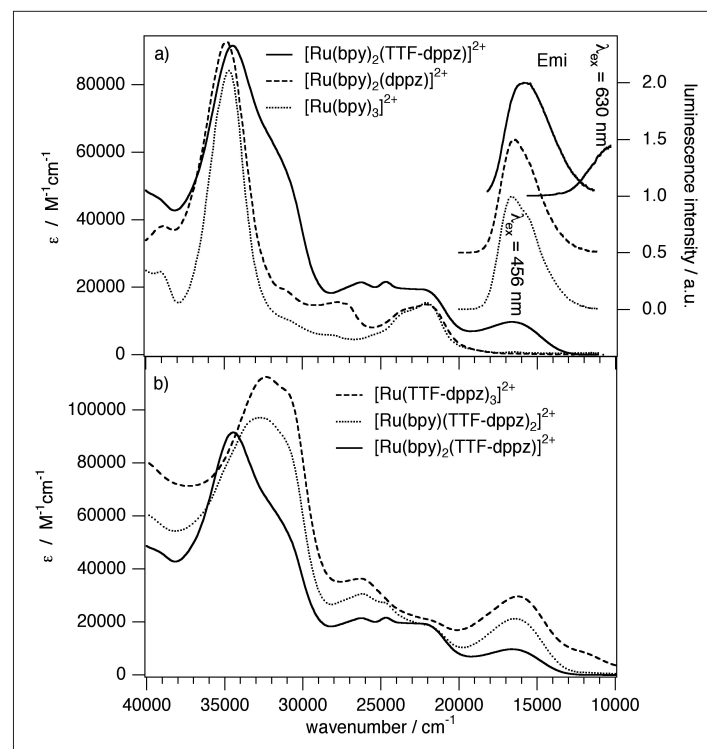 a)
[Ru(bpy)₂(TTF-dppz)]²⁺
[Ru(bpy)₂(dppz)]²⁺
[Ru(bpy)₃]²⁺
Emi
λex = 630 nm
λex = 456 nm
80000
60000
40000
20000
0
ε / M⁻¹cm⁻¹
2.0
1.5
1.0
0.5
0.0
luminescence intensity / a.u.
b)
[Ru(TTF-dppz)₃]²⁺
[Ru(bpy)(TTF-dppz)₂]²⁺
[Ru(bpy)₂(TTF-dppz)]²⁺
100000
80000
60000
40000
20000
0
ε / M⁻¹cm⁻¹
40000 35000 30000 25000 20000 15000 10000
wavenumber / cm⁻¹